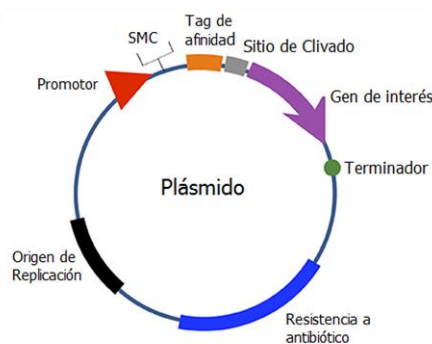 SMC
Tag de
afinidad
Sitio de Clivado
Promotor
Gen de interés
Terminador
Plásmido
Origen de
Replicación
Resistencia a
antibiótico